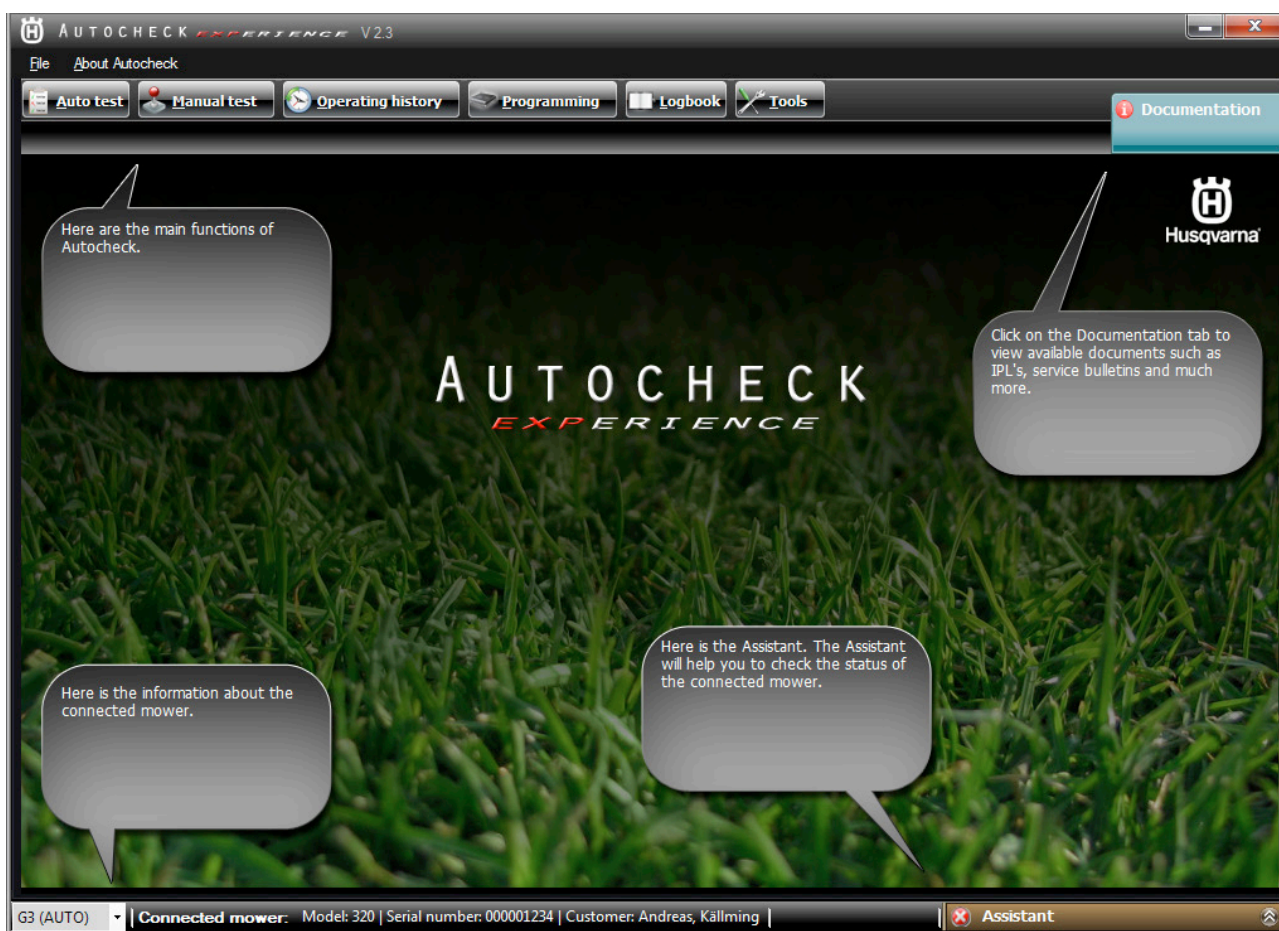 AUTOCHECK EXPERIENCE V 2.3
File About Autocheck
Auto test Manual test Operating history Programming Logbook Tools
Documentation
Here are the main functions of
Autocheck.
H
Husqvarna
Click on the Documentation tab to
view available documents such as
IPL's, service bulletins and much
more.
AUTOCHECK
EXPERIENCE
Here is the Assistant. The Assistant
will help you to check the status of
the connected mower.
Here is the information about the
connected mower.
G3 (AUTO) Connected mower: Model: 320 | Serial number: 000001234 | Customer: Andreas, Källming | Assistant